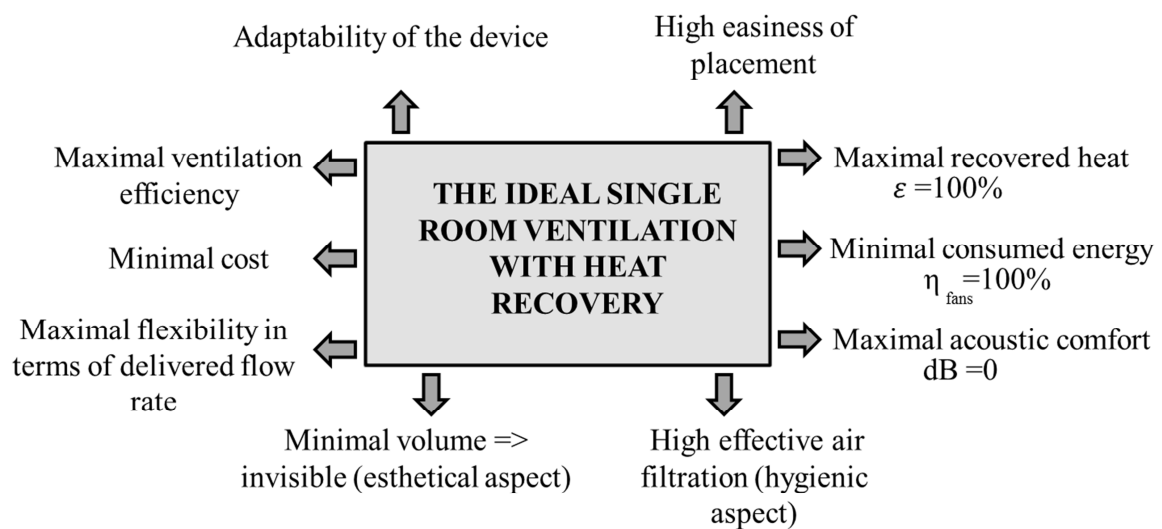 Adaptability of the device
High easiness of
placement
Maximal ventilation
efficiency
Minimal cost
Maximal flexibility in
terms of delivered flow
rate
THE IDEAL SINGLE
ROOM VENTILATION
WITH HEAT
RECOVERY
Maximal recovered heat
ε =100%
Minimal consumed energy
η fans=100%
Maximal acoustic comfort
dB =0
Minimal volume =>
invisible (esthetical aspect)
High effective air
filtration (hygienic
aspect)